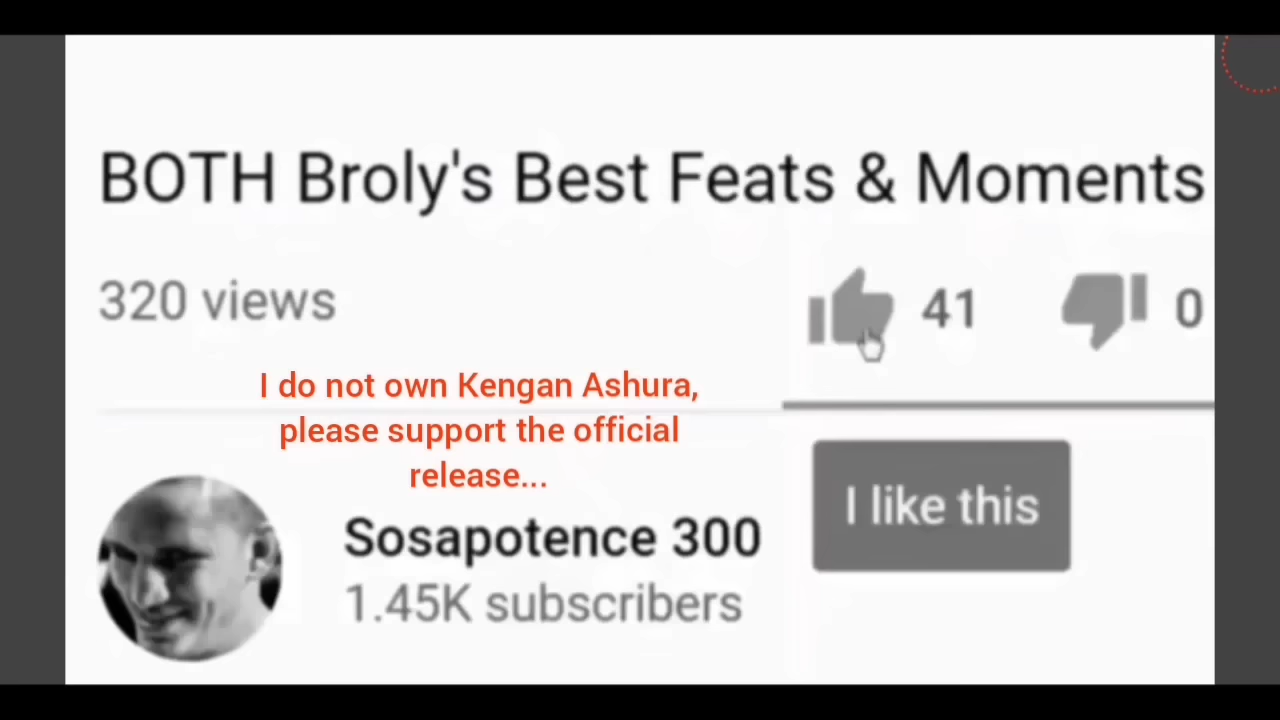 BOTH Broly's Best Feats & Moments
320 views
41
0
I do not own Kengan Ashura,
please support the official
release...
I like this
Sosapotence 300
1.45K subscribers